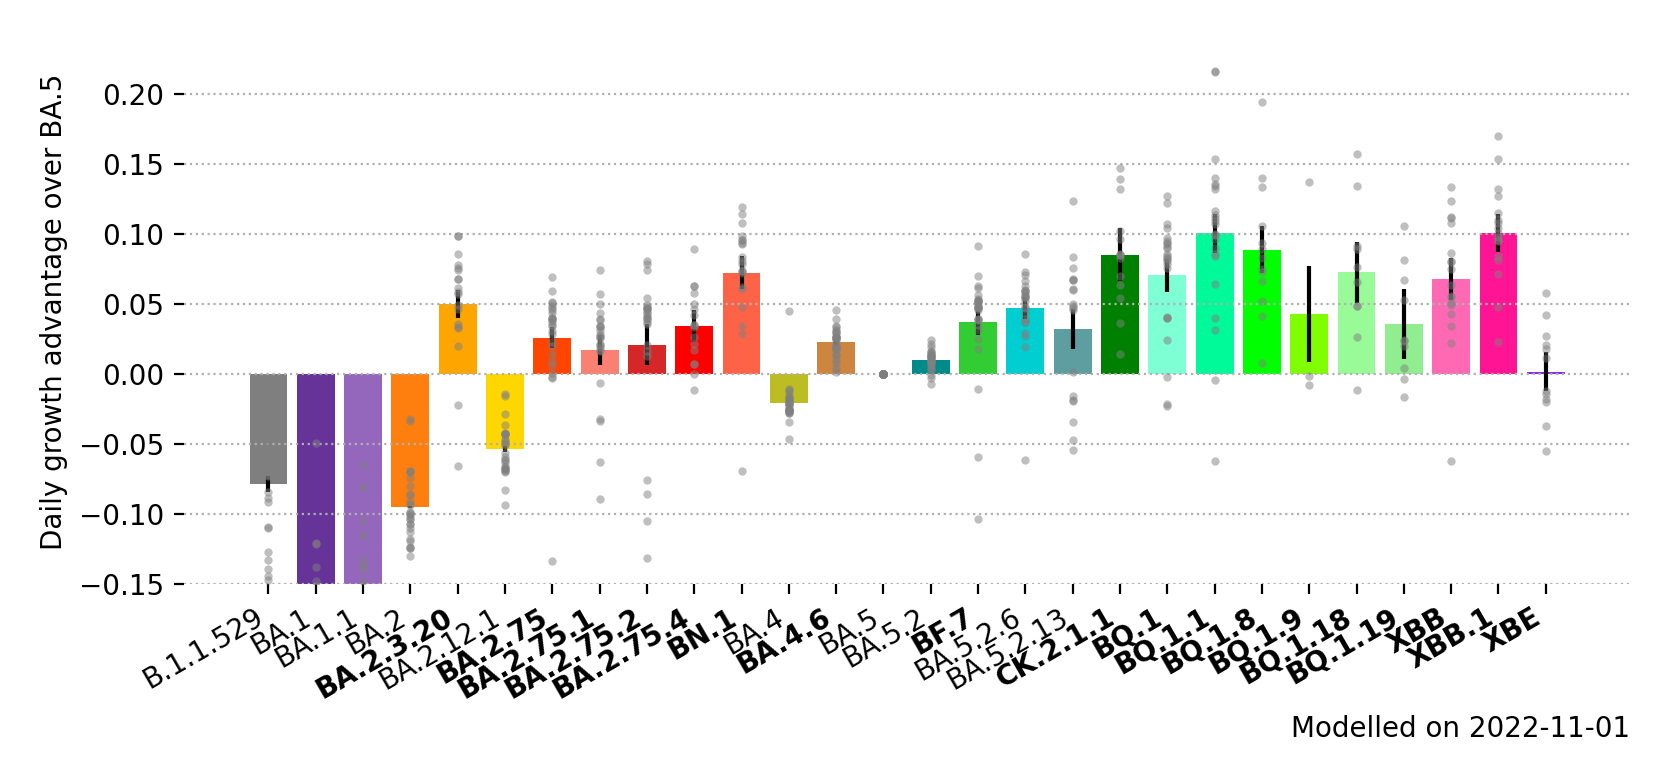 Daily growth advantage over BA.5
0.20
0.15
0.10
0.05
0.00
−0.05
−0.10
−0.15
B.1.1.529
BA.1
BA.1.1
BA.2
BA.2.3.20
BA.2.12.1
BA.2.75
BA.2.75.1
BA.2.75.2
BA.2.75.4
BN.1
BA.4
BA.4.6
BA.5
BA.5.2
BF.7
BA.5.2.6
BA.5.2.13
CK.2.1.1
BQ.1
BQ.1.1
BQ.1.8
BQ.1.9
BQ.1.18
BQ.1.19
XBB
XBB.1
XBE
Modelled on 2022-11-01